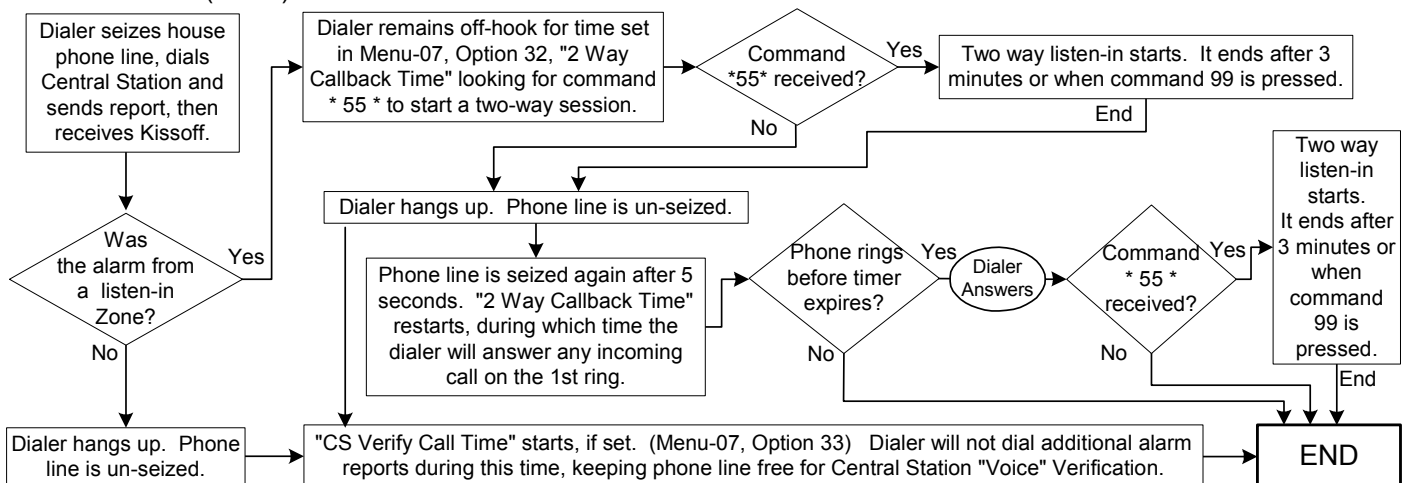 Dialer seizes house
phone line, dials
Central Station and
sends report, then
receives Kissoff.
Dialer remains off-hook for time set
in Menu-07, Option 32, "2 Way
Callback Time" looking for command
* 55 * to start a two-way session.
Command
*55* received?
Yes
Two way listen-in starts. It ends after 3
minutes or when command 99 is pressed.
No
End
Was
the alarm from
a listen-in
Zone?
Yes
No
Dialer hangs up. Phone line is un-seized.
Phone line is seized again after 5
seconds. "2 Way Callback Time"
restarts, during which time the
dialer will answer any incoming
call on the 1st ring.
Phone rings
before timer
expires?
Yes
No
Dialer
Answers
Command
* 55 *
received?
Yes
No
Two way
listen-in
starts.
It ends after
3 minutes or
when
command
99 is
pressed.
End
Dialer hangs up. Phone
line is un-seized.
"CS Verify Call Time" starts, if set. (Menu-07, Option 33) Dialer will not dial additional alarm
reports during this time, keeping phone line free for Central Station "Voice" Verification.
END